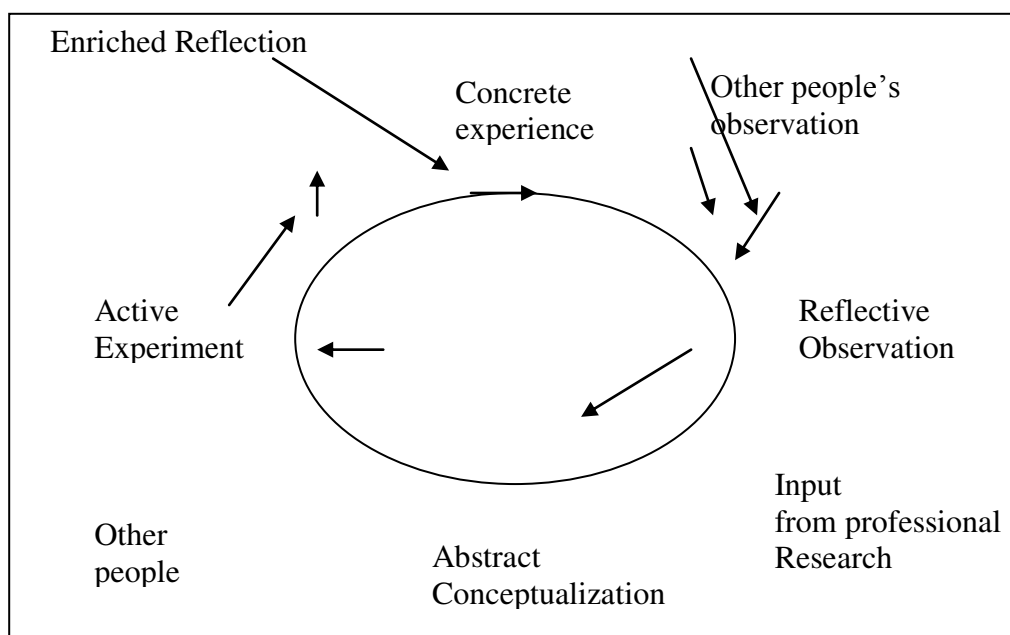 Enriched Reflection
Concrete
experience
Other people’s
observation
Active
Experiment
Reflective
Observation
Other
people
Abstract
Conceptualization
Input
from professional
Research